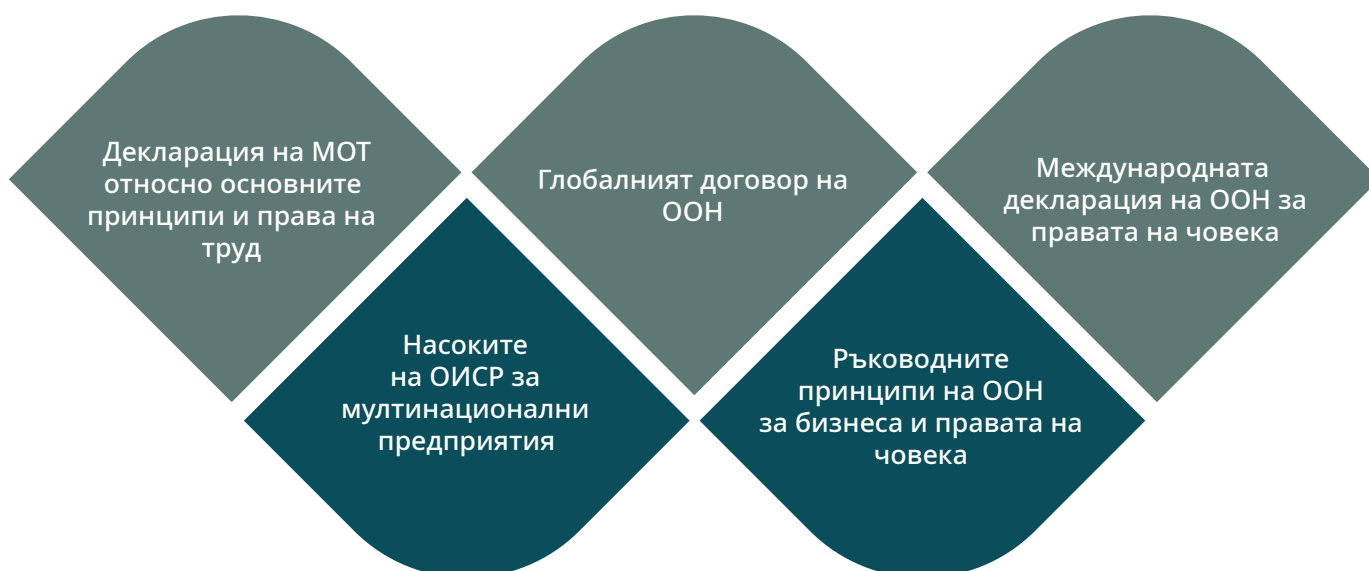 Декларация на МОТ
относно основните
принципи и права на
труд
Глобалният договор на
ООН
Международната
декларация на ООН за
правата на човека
Насоките
на ОИСР за
мултинационални
предприятия
Ръководните
принципи на ООН
за бизнеса и правата на
човека